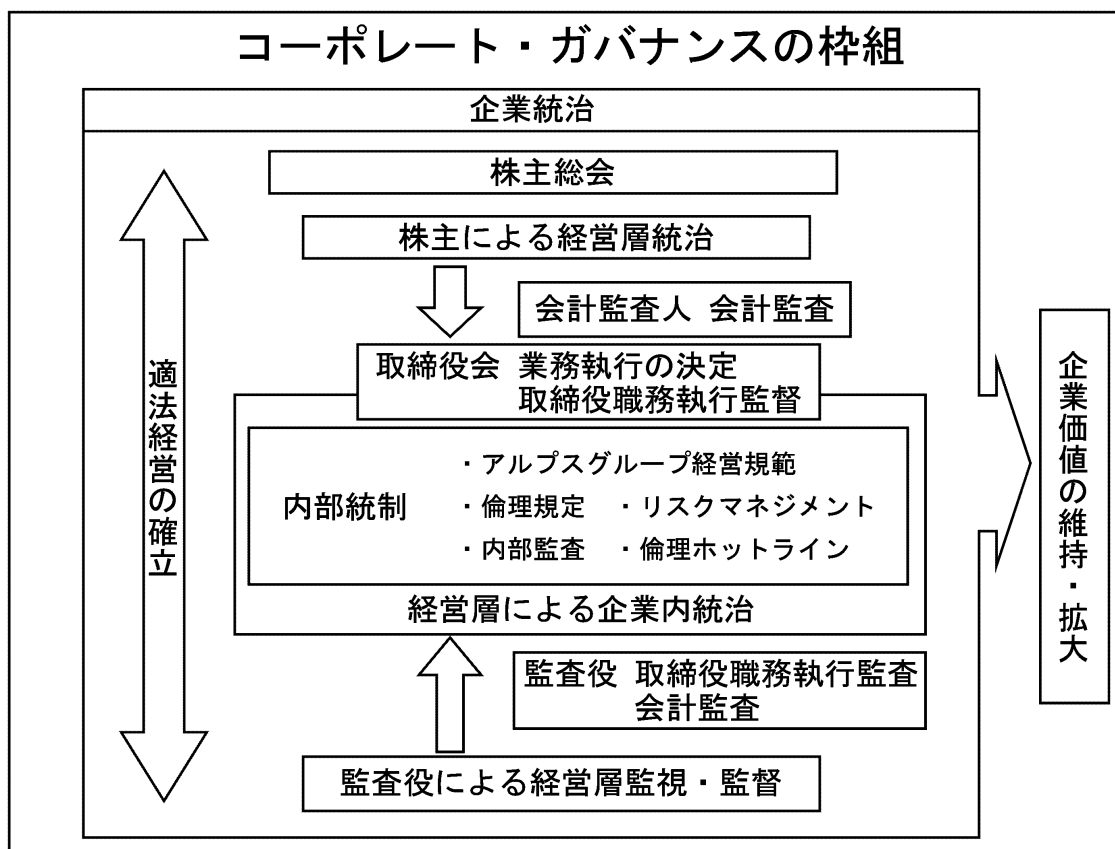 コーポレート・ガバナンスの枠組
企業統治
株主総会
株主による経営層統治
会計監査人 会計監査
取締役会 業務執行の決定
取締役職務執行監督
適法経営の確立
内部統制
・アルプスグループ経営規範
・倫理規定 ・リスクマネジメント
・内部監査 ・倫理ホットライン
経営層による企業内統治
監査役 取締役職務執行監査
会計監査
監査役による経営層監視・監督
企業価値の維持・拡大